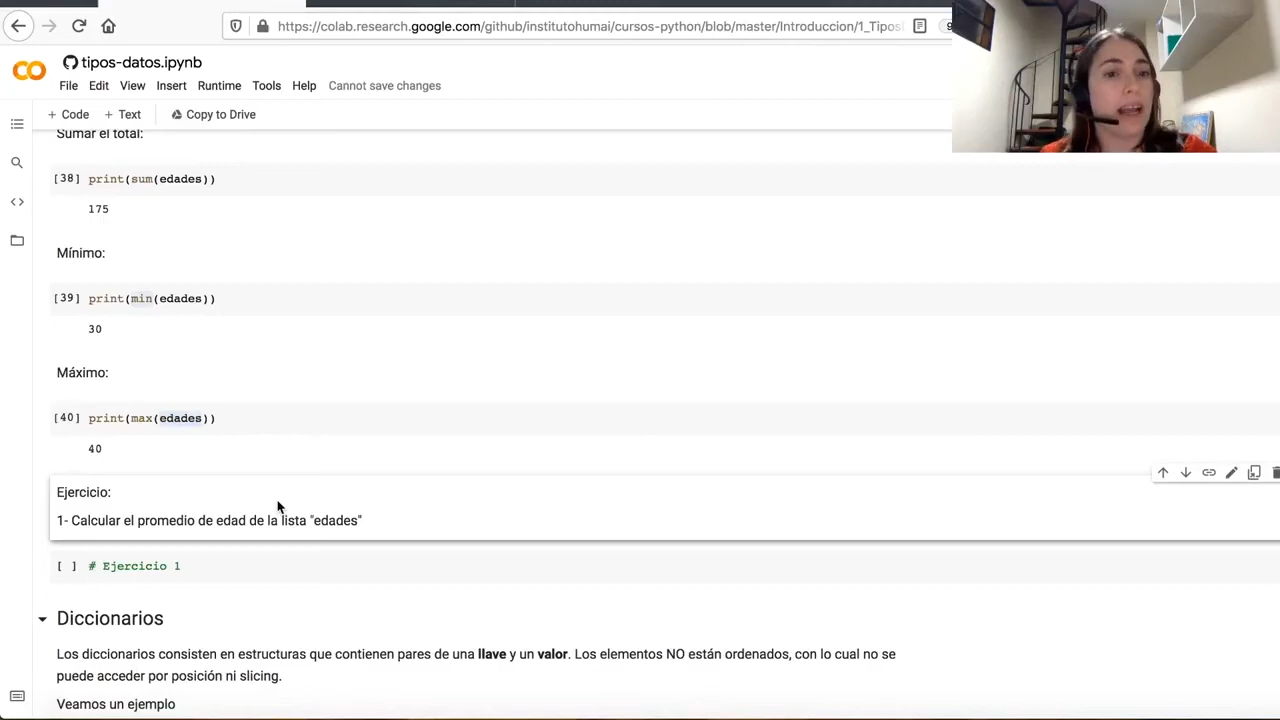 https://colab.research.google.com/github/institutohumai/cursos-python/blob/master/Introduccion/1_Tipos
tipos-datos.ipynb
File Edit View Insert Runtime Tools Help Cannot save changes
+ Code + Text Copy to Drive
Sumar el total:
[38] print(sum(edades))
175
Mínimo:
[39] print(min(edades))
30
Máximo:
[40] print(max(edades))
40
Ejercicio:
1- Calcular el promedio de edad de la lista "edades"
[ ] # Ejercicio 1
Diccionarios
Los diccionarios consisten en estructuras que contienen pares de una llave y un valor. Los elementos NO están ordenados, con lo cual no se
puede acceder por posición ni slicing.
Veamos un ejemplo